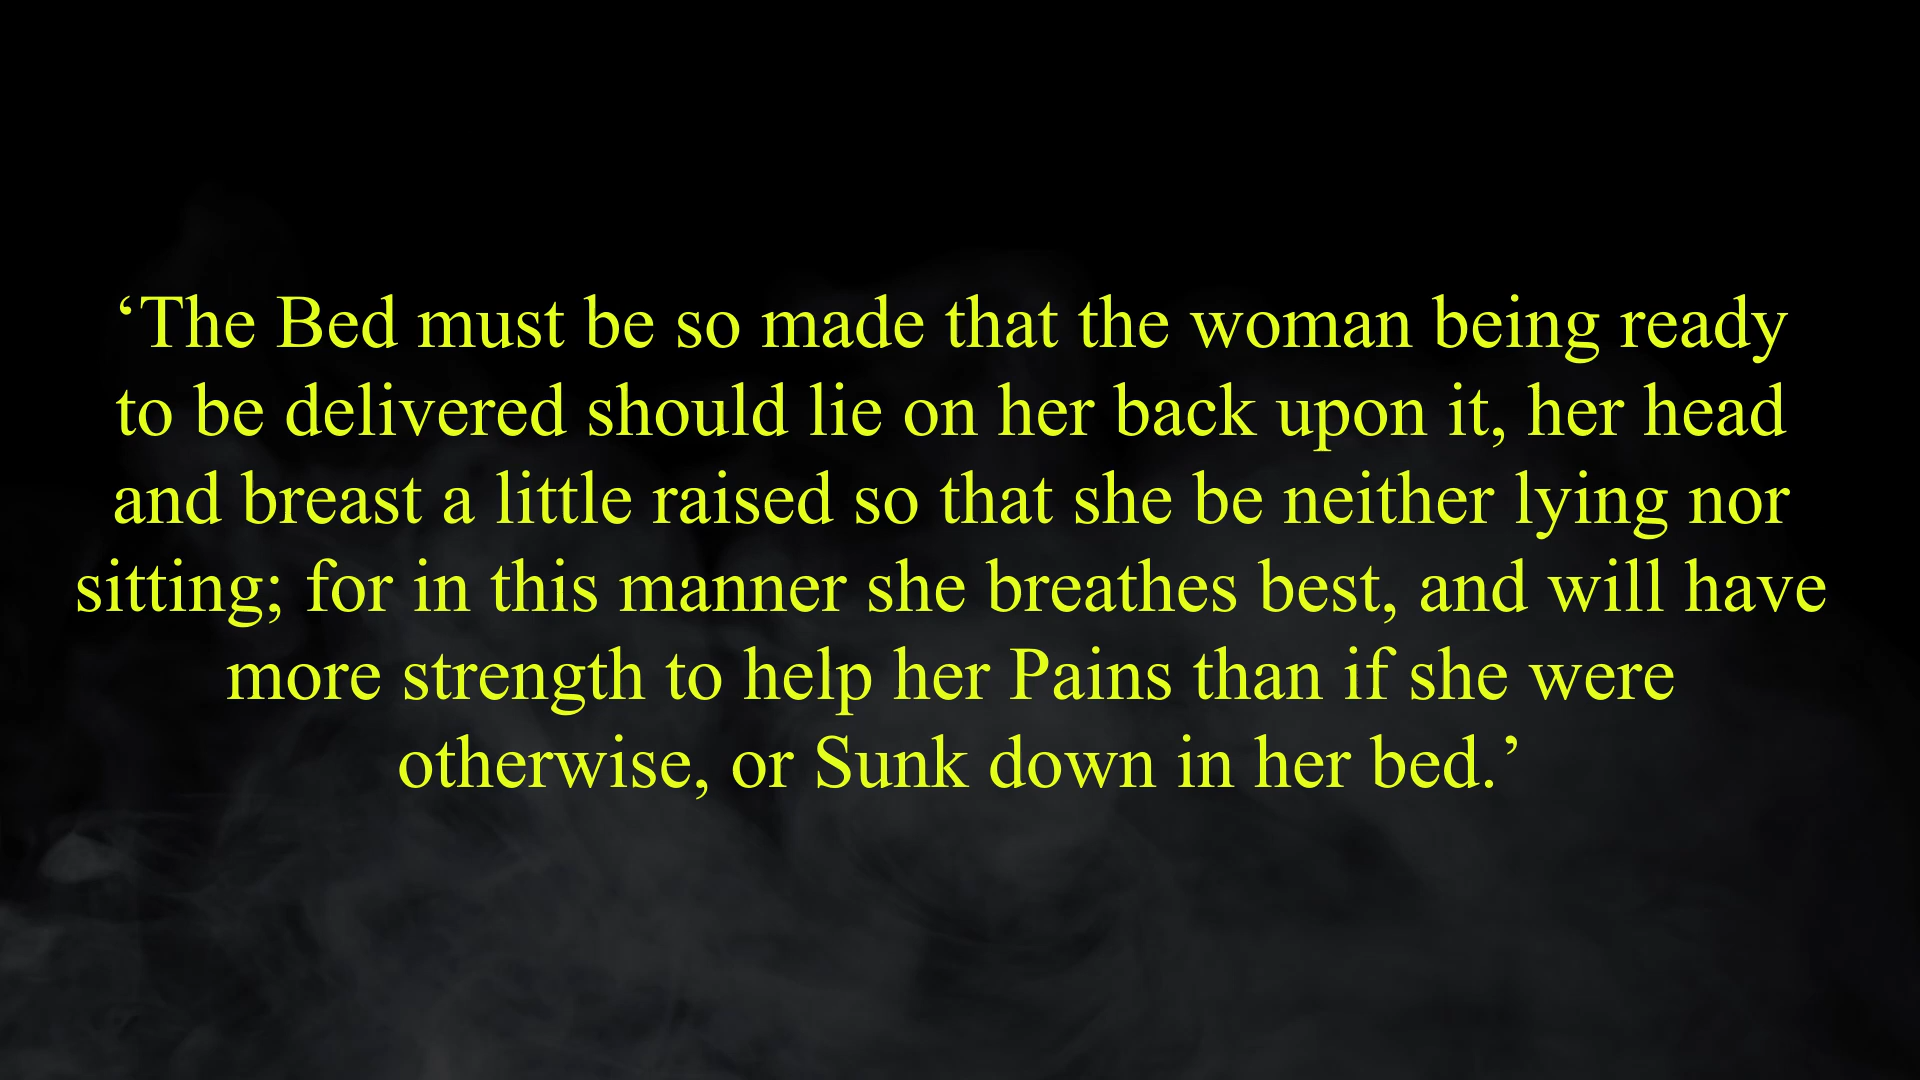 ‘The Bed must be so made that the woman being ready
to be delivered should lie on her back upon it, her head
and breast a little raised so that she be neither lying nor
sitting; for in this manner she breathes best, and will have
more strength to help her Pains than if she were
otherwise, or Sunk down in her bed.’